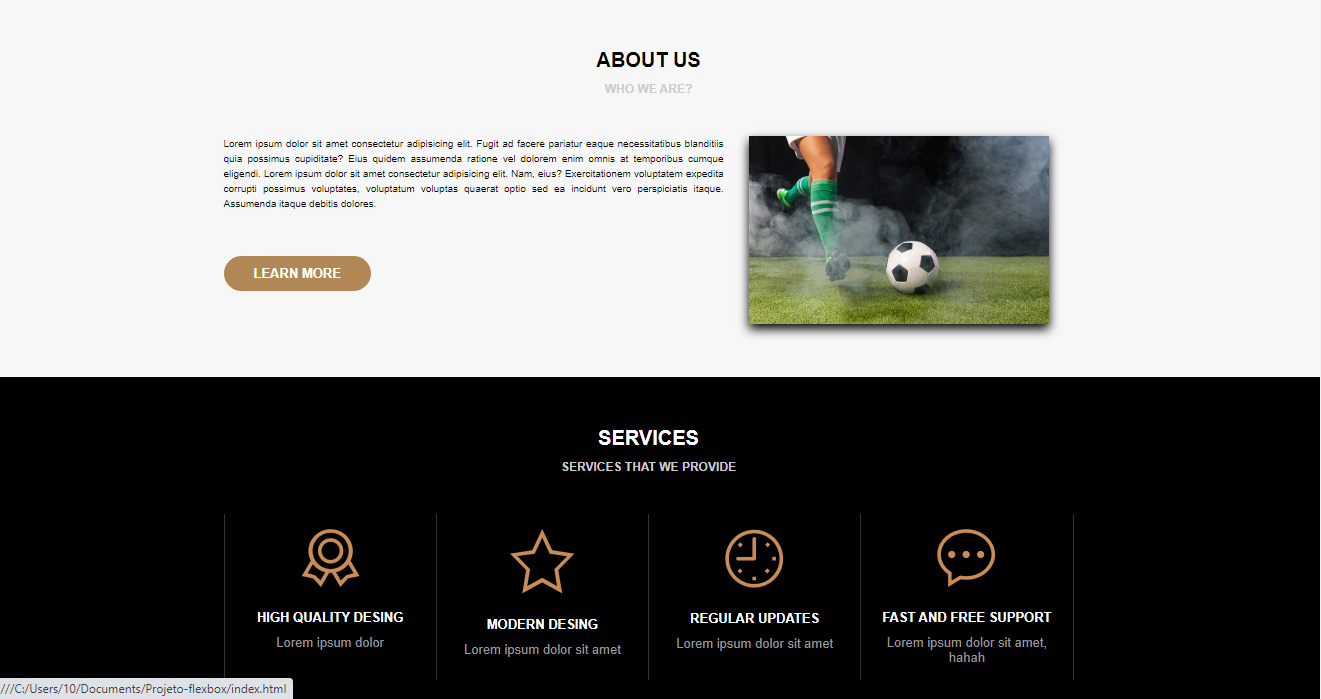 ABOUT US
WHO WE ARE?
Lorem ipsum dolor sit amet consectetur adipisicing elit. Fugit ad facere pariatur eaque necessitatibus blanditiis
quia possimus cupiditate? Eius quidem assumenda ratione vel dolorem enim omnis at temporibus cumque
eligendi. Lorem ipsum dolor sit amet consectetur adipisicing elit. Nam, eius? Exercitationem voluptatem expedita
corrupti possimus voluptates, voluptatum voluptas quaerat optio sed ea incidunt vero perspiciatis itaque.
Assumenda itaque debitis dolores.
LEARN MORE
SERVICES
SERVICES THAT WE PROVIDE
HIGH QUALITY DESING
Lorem ipsum dolor
MODERN DESING
Lorem ipsum dolor sit amet
REGULAR UPDATES
Lorem ipsum dolor sit amet
FAST AND FREE SUPPORT
Lorem ipsum dolor sit amet,
hahah
///C:/Users/10/Documents/Projeto-flexbox/index.html